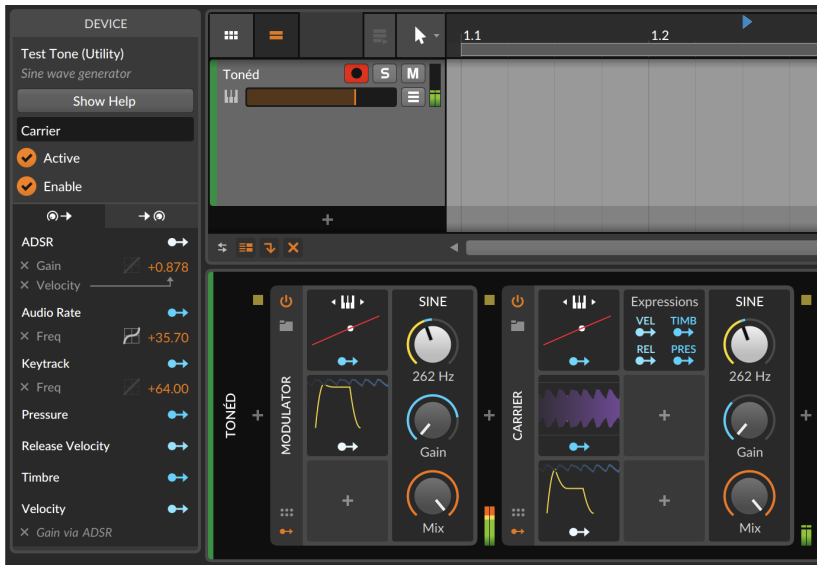 DEVICE
Test Tone (Utility)
Sine wave generator
Show Help
Carrier
Active
Enable
ADSR
Gain +0.878
Velocity
Audio Rate
Freq +35.70
Keytrack
Freq +64.00
Pressure
Release Velocity
Timbre
Velocity
Gain via ADSR
1.1 1.2
Tonéd S M
TONÉD
MODULATOR
SINE
262 Hz
Gain
Mix
CARRIER
Expressions
VEL TIMB
REL PRES
SINE
262 Hz
Gain
Mix